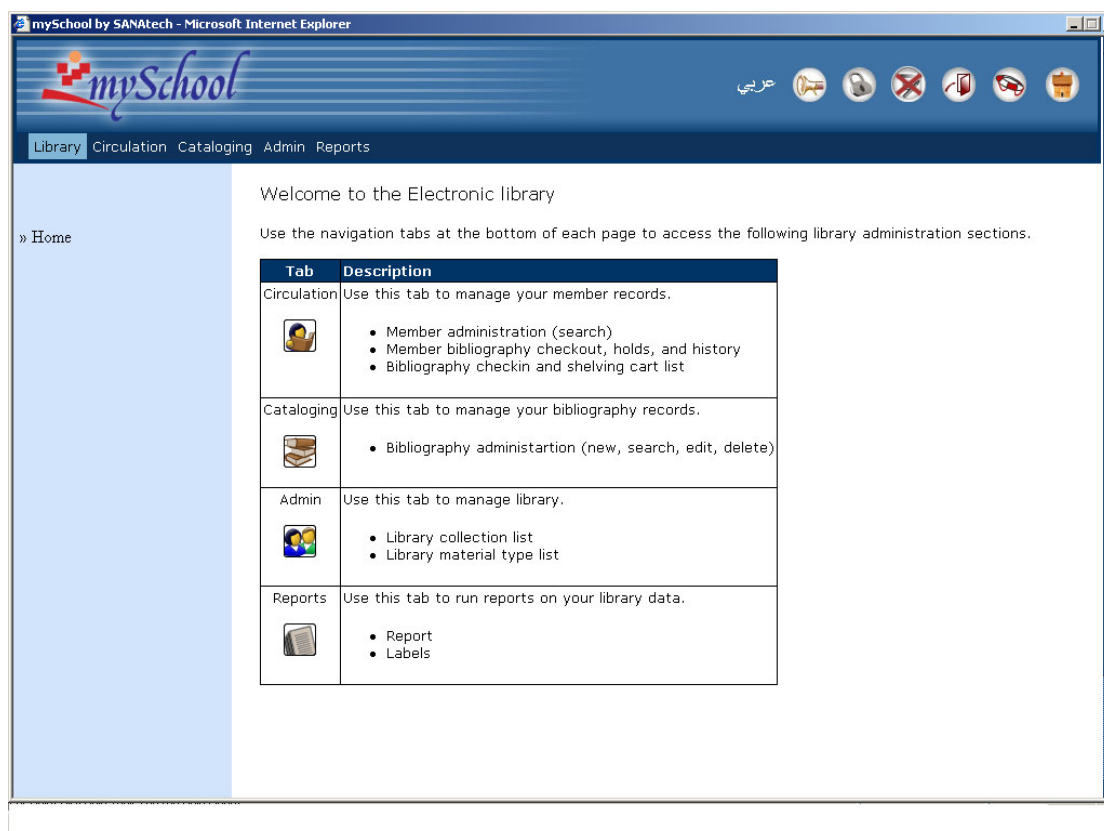 mySchool by SANAtech - Microsoft Internet Explorer
mySchool
عربي
Library Circulation Cataloging Admin Reports
Welcome to the Electronic library
» Home
Use the navigation tabs at the bottom of each page to access the following library administration sections.
Tab Description
Circulation Use this tab to manage your member records.
• Member administration (search)
• Member bibliography checkout, holds, and history
• Bibliography checkin and shelving cart list
Cataloging Use this tab to manage your bibliography records.
• Bibliography administartion (new, search, edit, delete)
Admin Use this tab to manage library.
• Library collection list
• Library material type list
Reports Use this tab to run reports on your library data.
• Report
• Labels